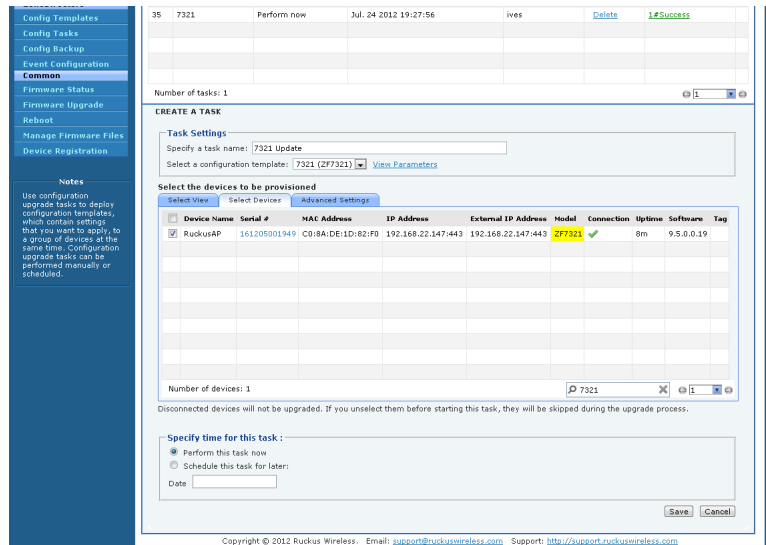 Config Templates
Config Tasks
Config Backup
Event Configuration
Common
Firmware Status
Firmware Upgrade
Reboot
Manage Firmware Files
Device Registration
Notes
Use configuration
upgrade tasks to deploy
configuration templates,
which contain settings
that you want to apply, to
a group of devices at the
same time. Configuration
upgrade tasks can be
performed manually or
scheduled.
35 7321 Perform now Jul. 24 2012 19:27:56 ives Delete 1#Success
Number of tasks: 1 1
CREATE A TASK
Task Settings
Specify a task name: 7321 Update
Select a configuration template: 7321 (ZF7321) View Parameters
Select the devices to be provisioned
Select View Select Devices Advanced Settings
Device Name Serial # MAC Address IP Address External IP Address Model Connection Uptime Software Tag
RuckusAP 161205001949 C0:8A:DE:1D:82:F0 192.168.22.147:443 192.168.22.147:443 ZF7321 8m 9.5.0.0.19
Number of devices: 1 7321 1
Disconnected devices will not be upgraded. If you unselect them before starting this task, they will be skipped during the upgrade process.
Specify time for this task :
Perform this task now
Schedule this task for later:
Date
Save Cancel
Copyright © 2012 Ruckus Wireless. Email: support@ruckuswireless.com Support: http://support.ruckuswireless.com